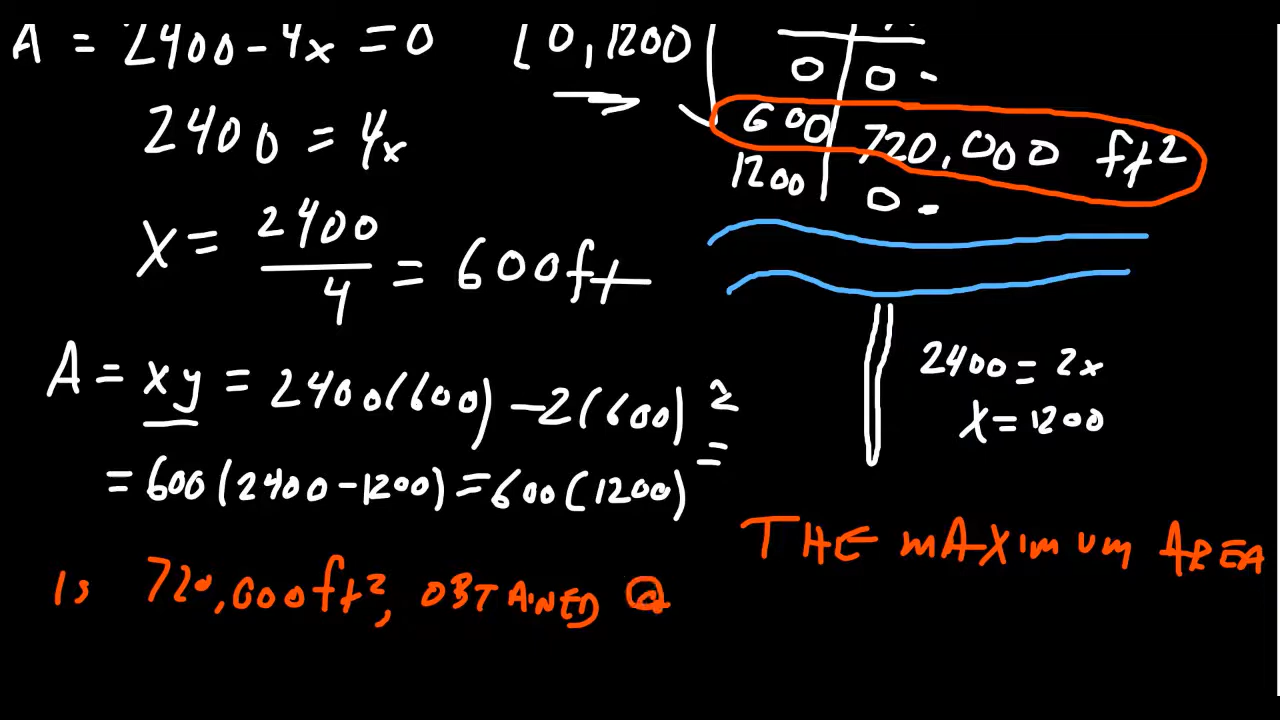 A = 2400 - 4x = 0
[0, 1200]
0 | 0 -
2400 = 4x
600 | 720,000 ft²
1200 | 0 -
x = 2400/4 = 600ft
2400 = 2x
x = 1200
A = xy = 2400(600) - 2(600)² =
= 600(2400 - 1200) = 600(1200)
THE MAXIMUM AREA
IS 720,000ft², OBTAINED @